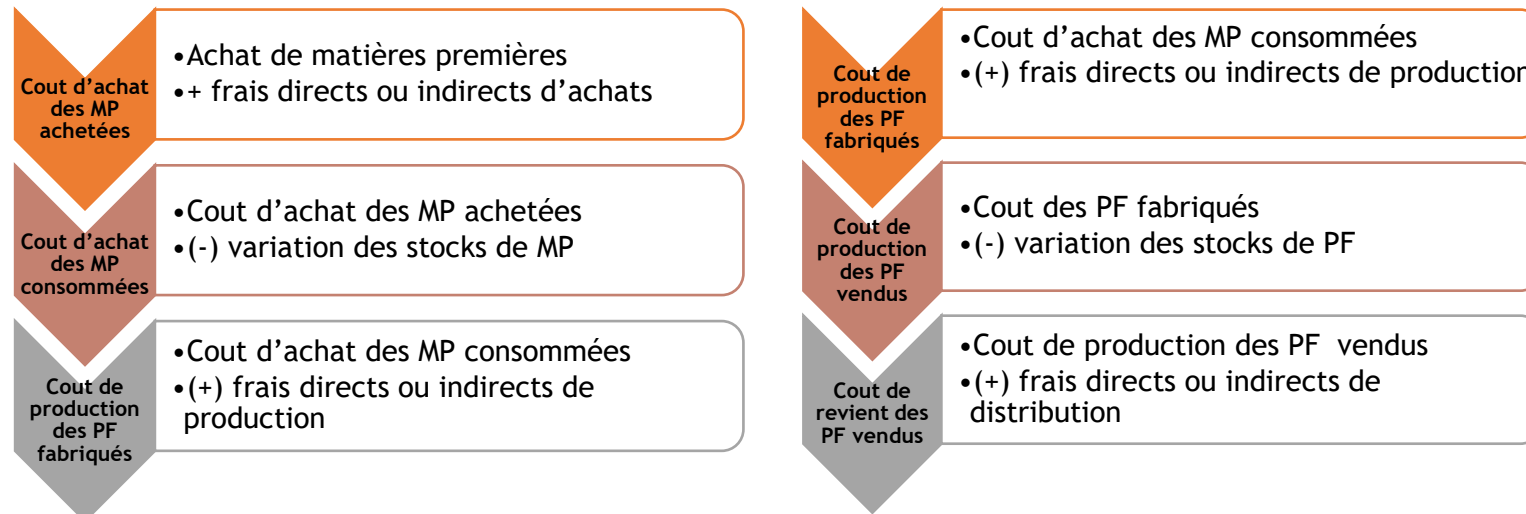 Cout d’achat
des MP
achetées
•Achat de matières premières
•+ frais directs ou indirects d’achats
Cout d’achat
des MP
consommées
•Cout d’achat des MP achetées
•(-) variation des stocks de MP
Cout de
production
des PF
fabriqués
•Cout d’achat des MP consommées
•(+) frais directs ou indirects de
production
Cout de
production
des PF
fabriqués
•Cout d’achat des MP consommées
•(+) frais directs ou indirects de production
Cout de
production
des PF
vendus
•Cout des PF fabriqués
•(-) variation des stocks de PF
Cout de
revient des
PF vendus
•Cout de production des PF vendus
•(+) frais directs ou indirects de
distribution